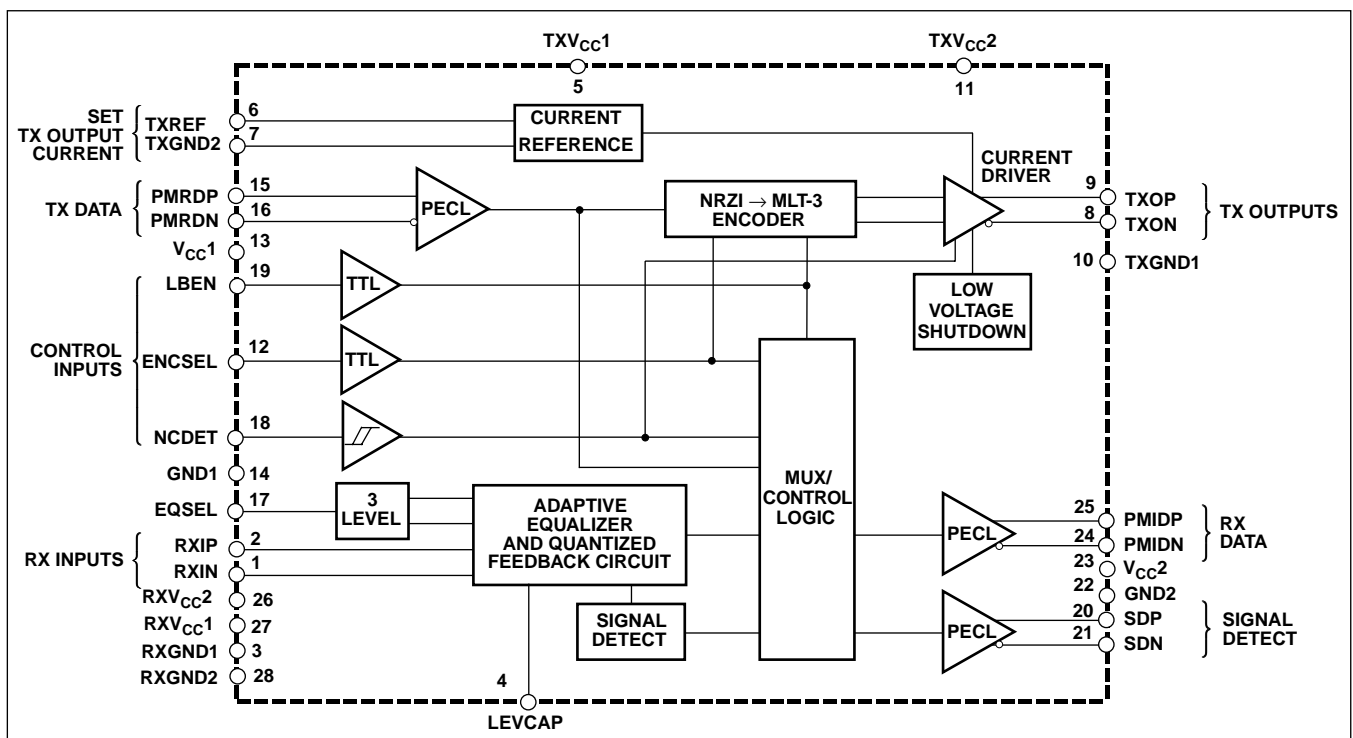 TXVCC1
5
TXVCC2
11
SET
TX OUTPUT
CURRENT
TXREF
6
TXGND2
7
CURRENT
REFERENCE
CURRENT
DRIVER
TX DATA
PMRDP
15
PMRDN
16
PECL
NRZI → MLT-3
ENCODER
9
TXOP
8
TXON
TX OUTPUTS
VCC1
13
10
TXGND1
CONTROL
INPUTS
LBEN
19
TTL
LOW
VOLTAGE
SHUTDOWN
ENCSEL
12
TTL
NCDET
18
GND1
14
EQSEL
17
3
LEVEL
ADAPTIVE
EQUALIZER
AND QUANTIZED
FEEDBACK CIRCUIT
MUX/
CONTROL
LOGIC
RX INPUTS
RXIP
2
RXIN
1
PECL
25
PMIDP
24
PMIDN
RX
DATA
23
VCC2
22
GND2
RXVCC2
26
RXVCC1
27
RXGND1
3
RXGND2
28
SIGNAL
DETECT
PECL
20
SDP
21
SDN
SIGNAL
DETECT
4
LEVCAP